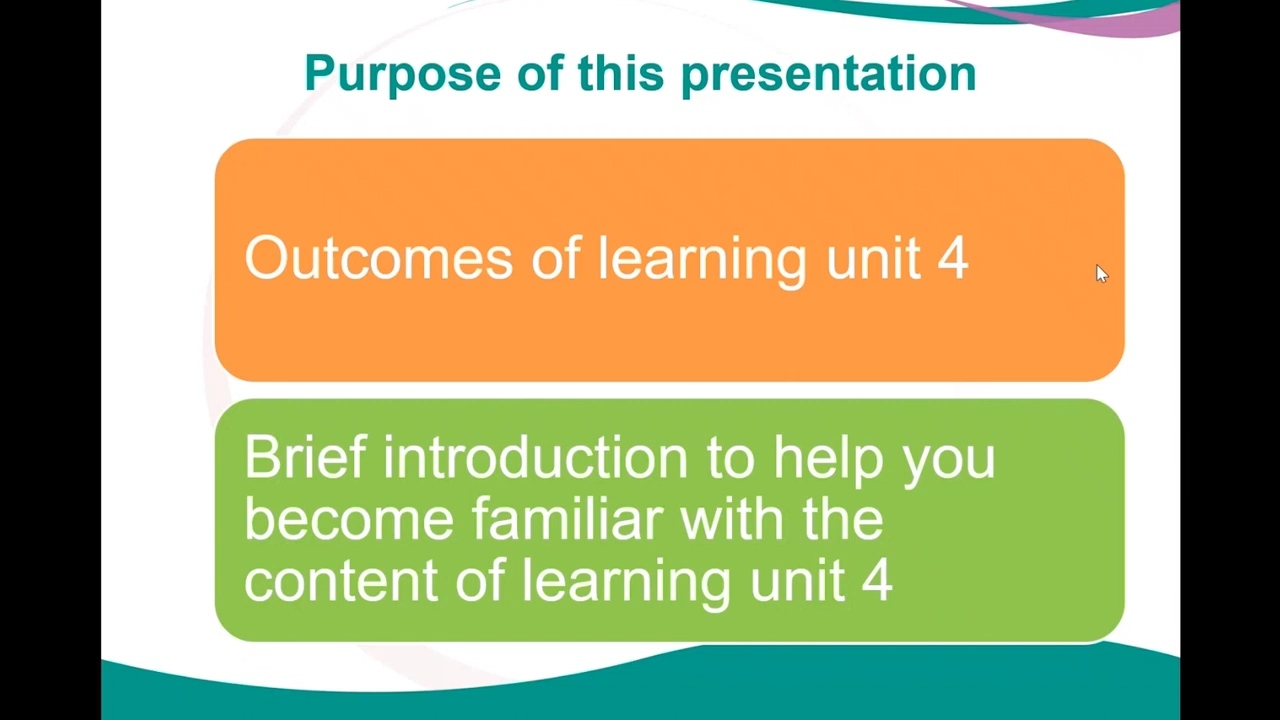 Purpose of this presentation
Outcomes of learning unit 4
Brief introduction to help you
become familiar with the
content of learning unit 4